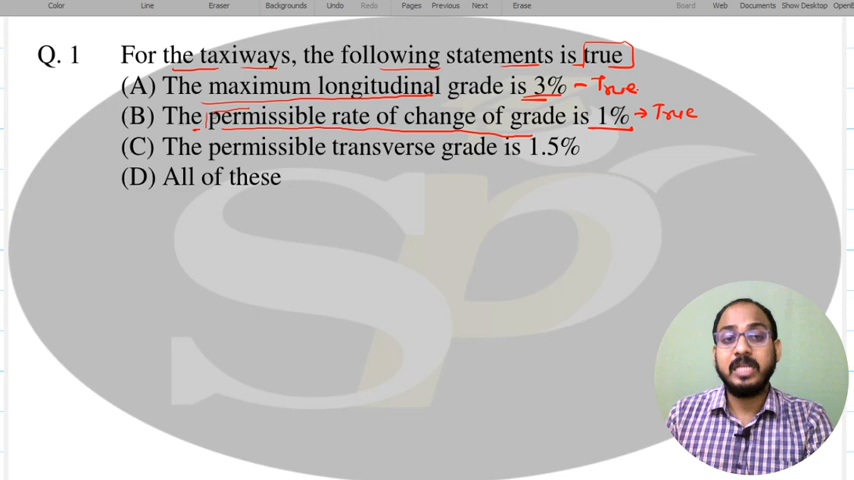 Color Line Eraser Backgrounds Undo Redo Pages Previous Next Erase Board Web Documents Show Desktop
Q. 1 For the taxiways, the following statements is true
(A) The maximum longitudinal grade is 3% - True
(B) The permissible rate of change of grade is 1% → True
(C) The permissible transverse grade is 1.5%
(D) All of these